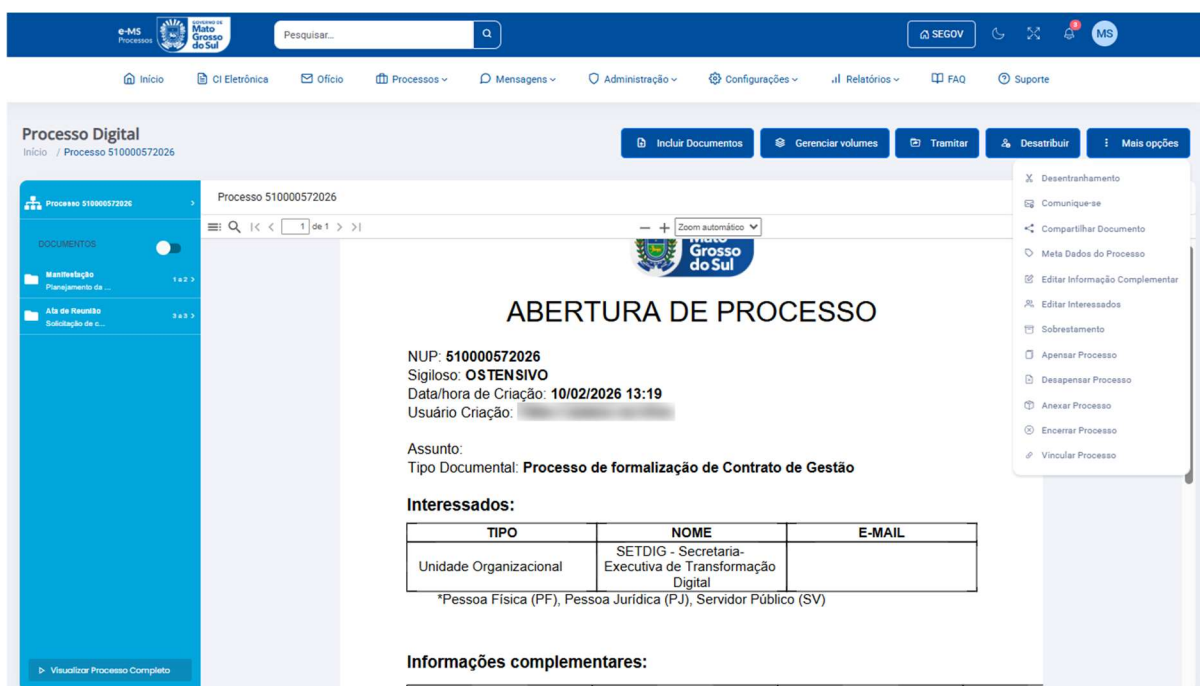 e-MS
Processos
GOVERNO DE
Mato
Grosso
do Sul
Pesquisar...
SEGOV
8
MS
Início
CI Eletrônica
Ofício
Processos
Mensagens
Administração
Configurações
Relatórios
FAQ
Suporte
Processo Digital
Início / Processo 510000572026
Incluir Documentos
Gerenciar volumes
Tramitar
Desatribuir
Mais opções
Desentranhamento
Comunique-se
Compartilhar Documento
Meta Dados do Processo
Editar Informação Complementar
Editar Interessados
Sobrestamento
Apensar Processo
Desapensar Processo
Anexar Processo
Encerrar Processo
Vincular Processo
Processo 510000572026
DOCUMENTOS
Manifestação
Planejamento da ...
1 a 2
Ata de Reunião
Solicitação de c...
3 a 3
Visualizar Processo Completo
Processo 510000572026
1 de 1
Zoom automático
Mato
Grosso
do Sul
ABERTURA DE PROCESSO
NUP: 510000572026
Sigiloso: OSTENSIVO
Data/hora de Criação: 10/02/2026 13:19
Usuário Criação:
Assunto:
Tipo Documental: Processo de formalização de Contrato de Gestão
Interessados:
TIPO NOME E-MAIL
Unidade Organizacional
SETDIG - Secretaria-
Executiva de Transformação
Digital
*Pessoa Física (PF), Pessoa Jurídica (PJ), Servidor Público (SV)
Informações complementares: